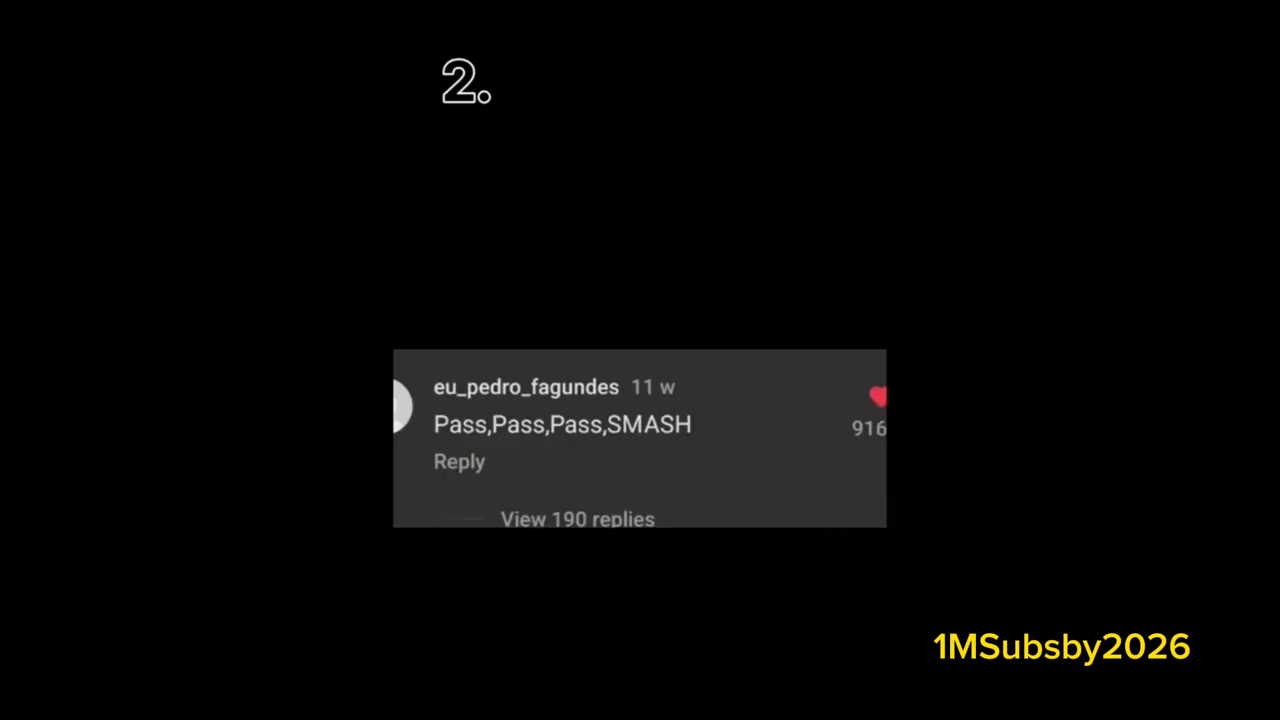 2.
eu_pedro_fagundes 11 w
Pass,Pass,Pass,SMASH
916
Reply
View 190 replies
1MSubsby2026